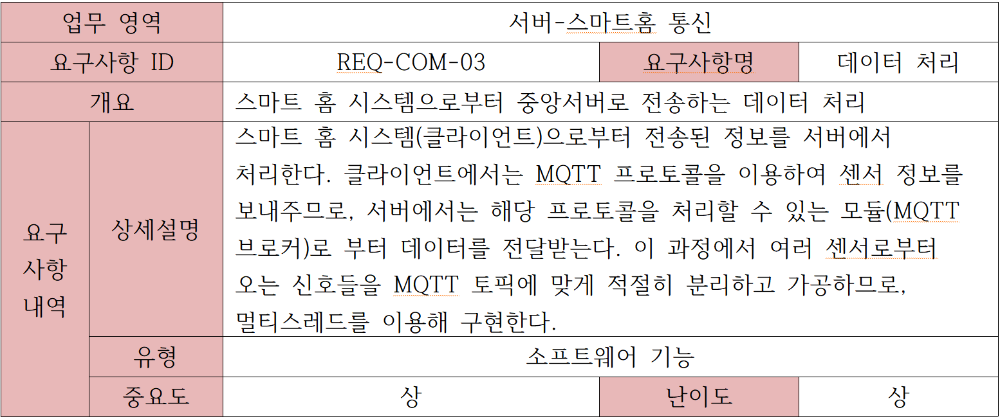 업무 영역 서버-스마트홈 통신
요구사항 ID REQ-COM-03 요구사항명 데이터 처리
개요 스마트 홈 시스템으로부터 중앙서버로 전송하는 데이터 처리
요구
사항
내역
상세설명
스마트 홈 시스템(클라이언트)으로부터 전송된 정보를 서버에서
처리한다. 클라이언트에서는 MQTT 프로토콜을 이용하여 센서 정보를
보내주므로, 서버에서는 해당 프로토콜을 처리할 수 있는 모듈(MQTT
브로커)로 부터 데이터를 전달받는다. 이 과정에서 여러 센서로부터
오는 신호들을 MQTT 토픽에 맞게 적절히 분리하고 가공하므로,
멀티스레드를 이용해 구현한다.
유형 소프트웨어 기능
중요도 상 난이도 상